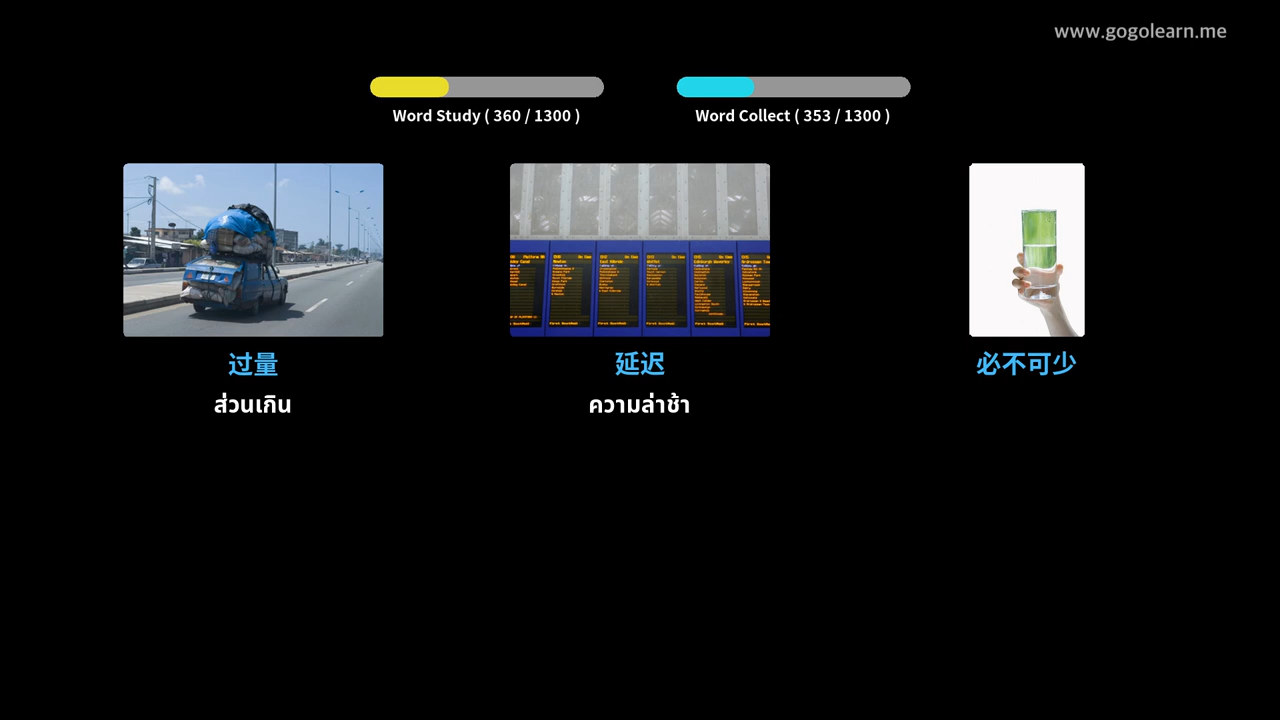 www.gogolearn.me
Word Study ( 360 / 1300 )
Word Collect ( 353 / 1300 )
过量
延迟
必不可少
ส่วนเกิน
ความล่าช้า